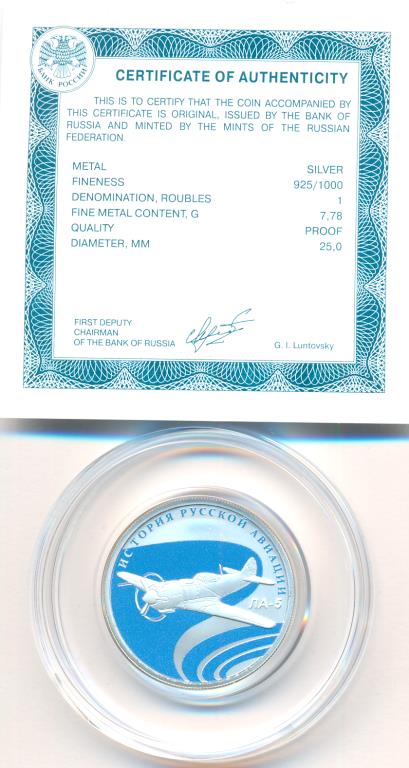 БАНК РОССИИ
CERTIFICATE OF AUTHENTICITY
THIS IS TO CERTIFY THAT THE COIN ACCOMPANIED BY
THIS CERTIFICATE IS ORIGINAL, ISSUED BY THE BANK OF
RUSSIA AND MINTED BY THE MINTS OF THE RUSSIAN
FEDERATION.
METAL SILVER
FINENESS 925/1000
DENOMINATION, ROUBLES 1
FINE METAL CONTENT, G 7,78
QUALITY PROOF
DIAMETER, MM 25,0
FIRST DEPUTY
CHAIRMAN
OF THE BANK OF RUSSIA G. I. Luntovsky
ИСТОРИЯ РУССКОЙ АВИАЦИИ
ЛА-5